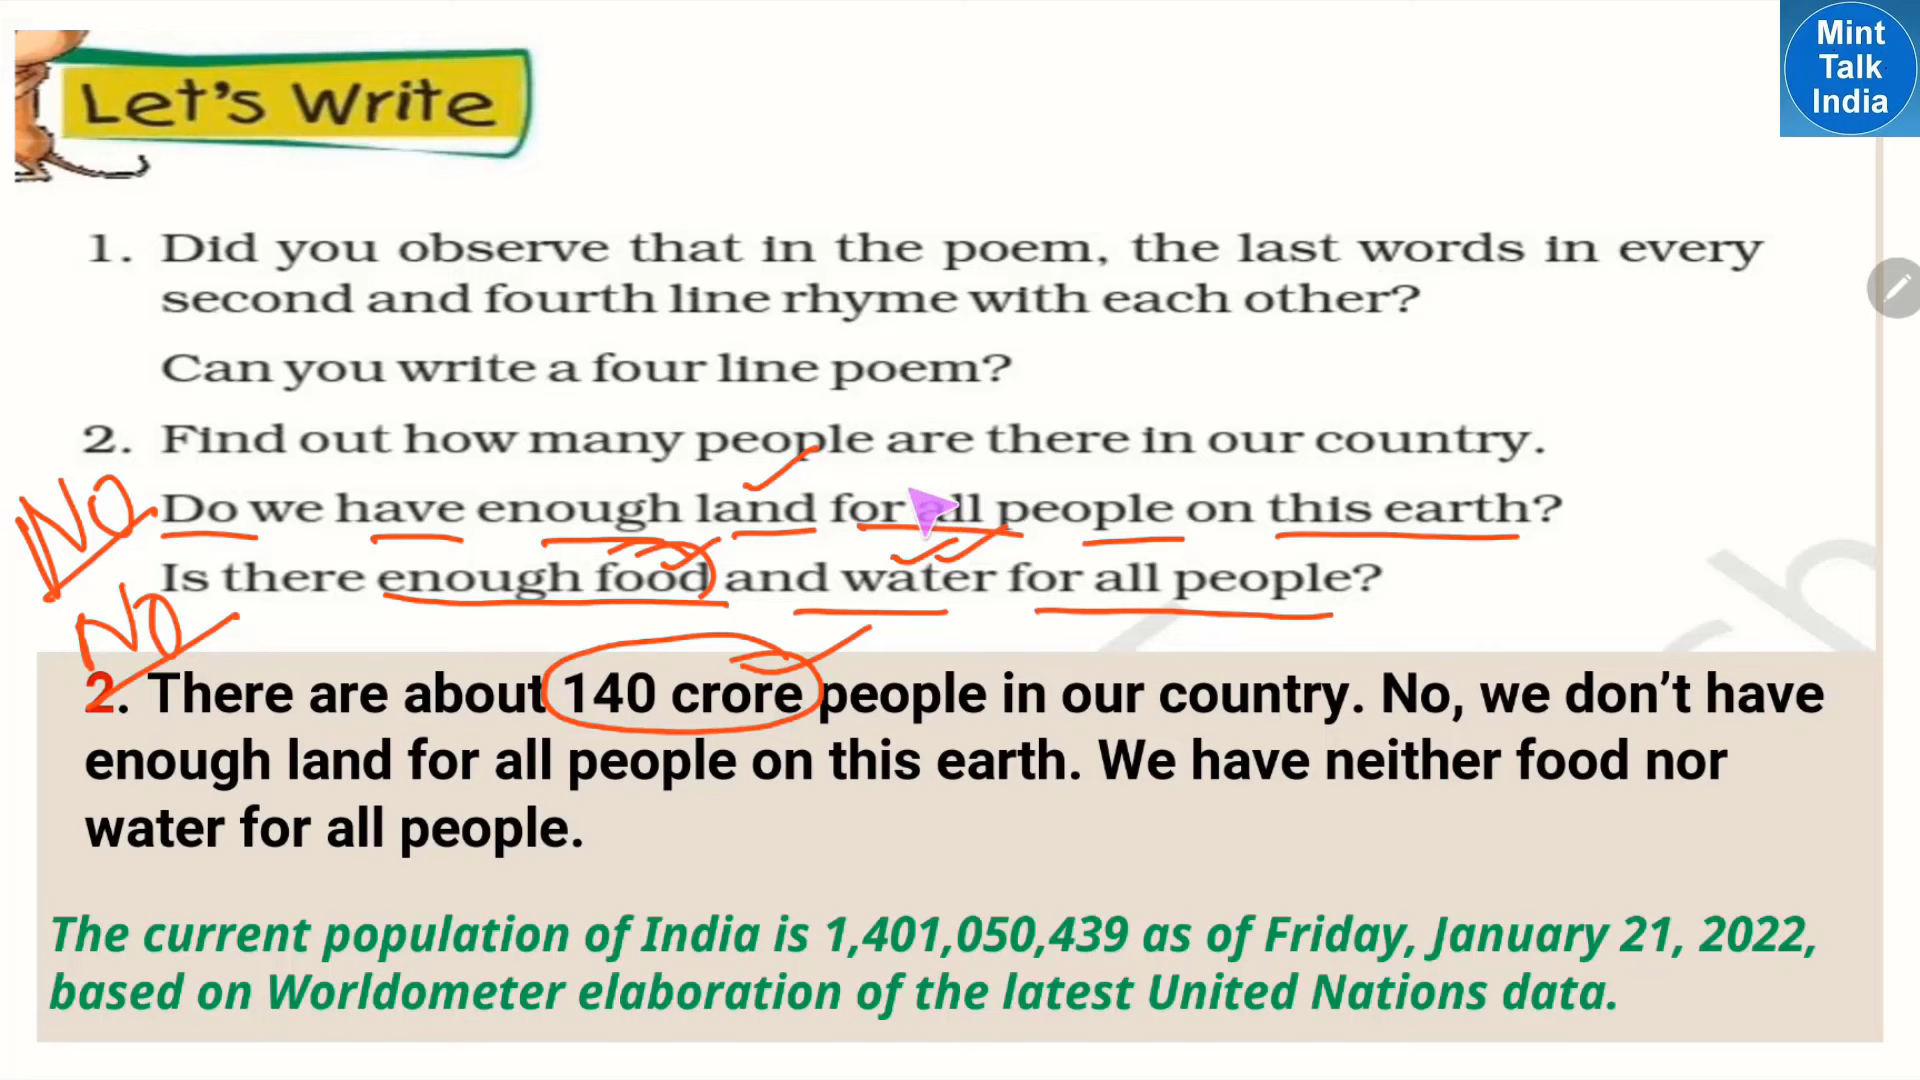 Let's Write
Mint
Talk
India
1. Did you observe that in the poem, the last words in every
second and fourth line rhyme with each other?
Can you write a four line poem?
2. Find out how many people are there in our country.
NO
Do we have enough land for all people on this earth?
Is there enough food and water for all people?
NO
2. There are about 140 crore people in our country. No, we don't have
enough land for all people on this earth. We have neither food nor
water for all people.
The current population of India is 1,401,050,439 as of Friday, January 21, 2022,
based on Worldometer elaboration of the latest United Nations data.